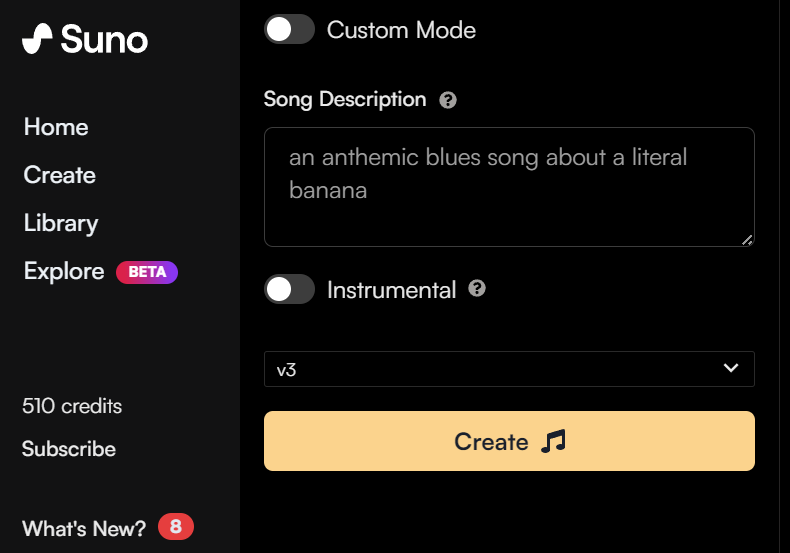 Suno
Home
Create
Library
Explore BETA
510 credits
Subscribe
What's New? 8
Custom Mode
Song Description ?
an anthemic blues song about a literal
banana
Instrumental ?
v3
Create